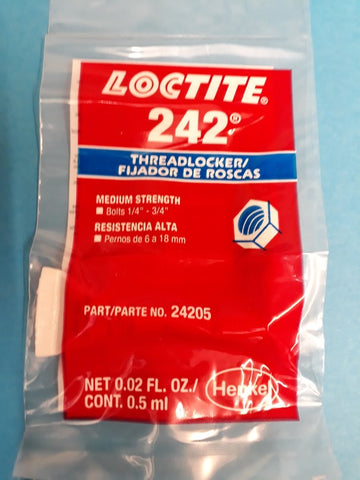 LOCTITE®
242®
THREADLOCKER/
FIJADOR DE ROSCAS
MEDIUM STRENGTH
■ Bolts 1/4" - 3/4"
RESISTENCIA ALTA
■ Pernos de 6 a 18 mm
PART/PARTE NO. 24205
NET 0.02 FL. OZ./
CONT. 0.5 ml
Henkel